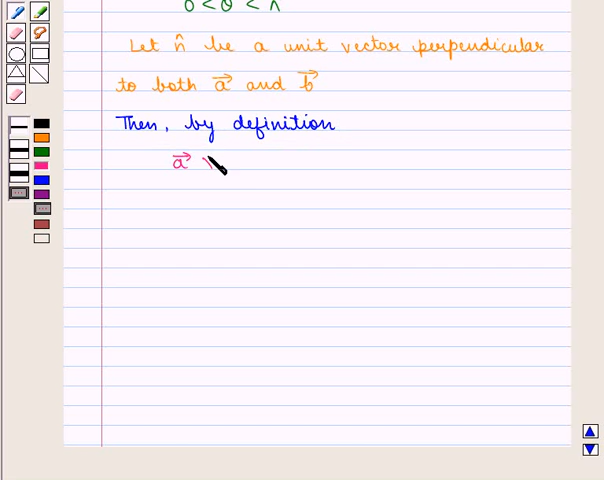 0 < θ < π
Let n̂ be a unit vector perpendicular
to both a⃗ and b⃗
Then, by definition
a⃗